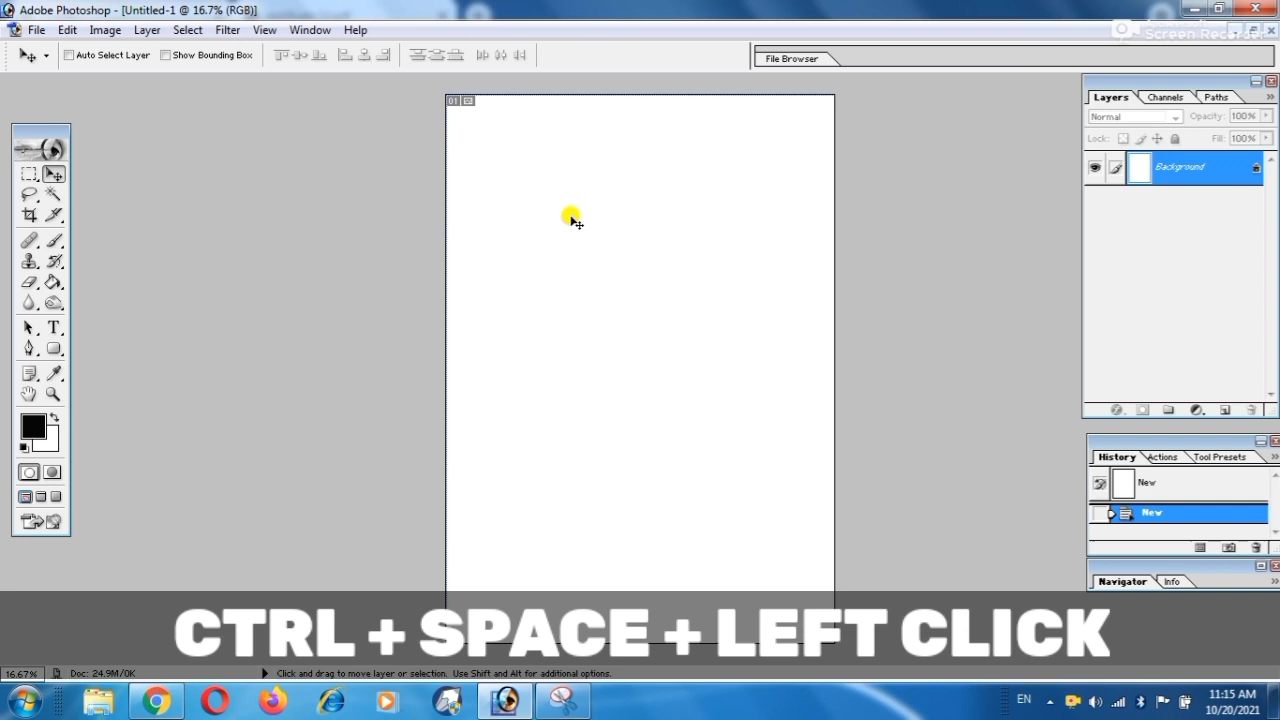 Adobe Photoshop - [Untitled-1 @ 16.7% (RGB)]
File Edit Image Layer Select Filter View Window Help
Screen Recorder
Auto Select Layer Show Bounding Box
File Browser
01
Layers Channels Paths
Normal Opacity: 100%
Lock: Fill: 100%
Background
T
History Actions Tool Presets
New
New
Navigator Info
CTRL + SPACE + LEFT CLICK
16.67% Doc: 24.9M/0K Click and drag to move layer or selection. Use Shift and Alt for additional options.
EN
11:15 AM
10/20/2021